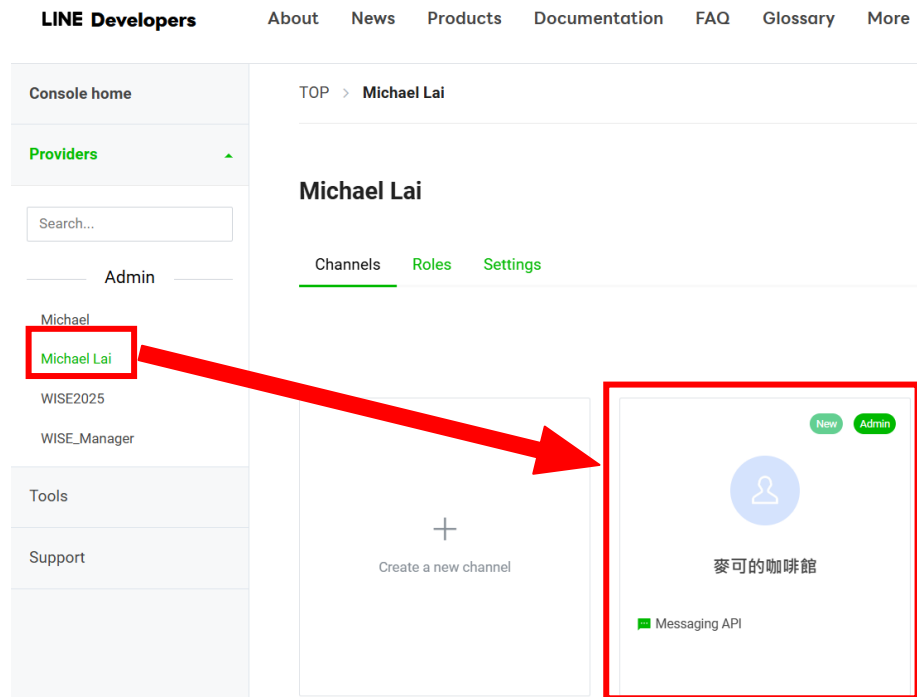 LINE Developers
About News Products Documentation FAQ Glossary More
Console home
Providers
Search...
Admin
Michael
Michael Lai
WISE2025
WISE_Manager
Tools
Support
TOP > Michael Lai
Michael Lai
Channels Roles Settings
Create a new channel
New Admin
麥可的咖啡館
Messaging API